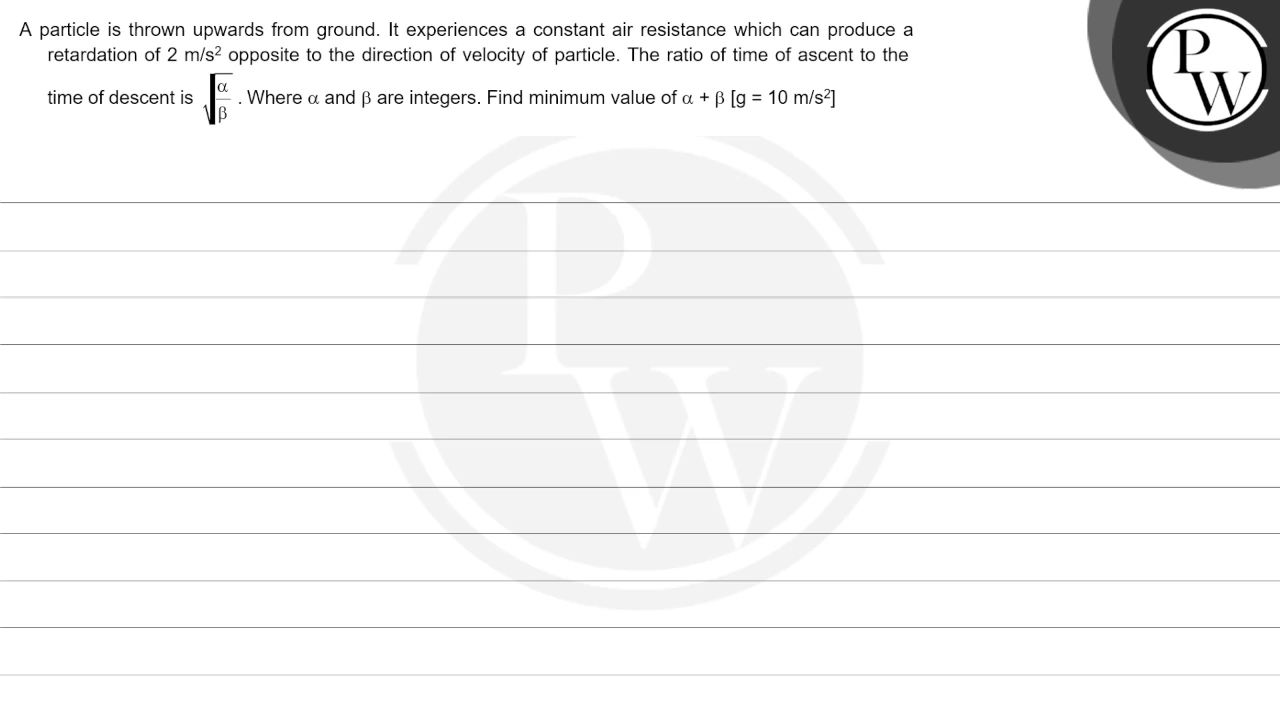 A particle is thrown upwards from ground. It experiences a constant air resistance which can produce a
retardation of 2 m/s² opposite to the direction of velocity of particle. The ratio of time of ascent to the
time of descent is √(α/β) . Where α and β are integers. Find minimum value of α + β [g = 10 m/s²]
P
W
P
W